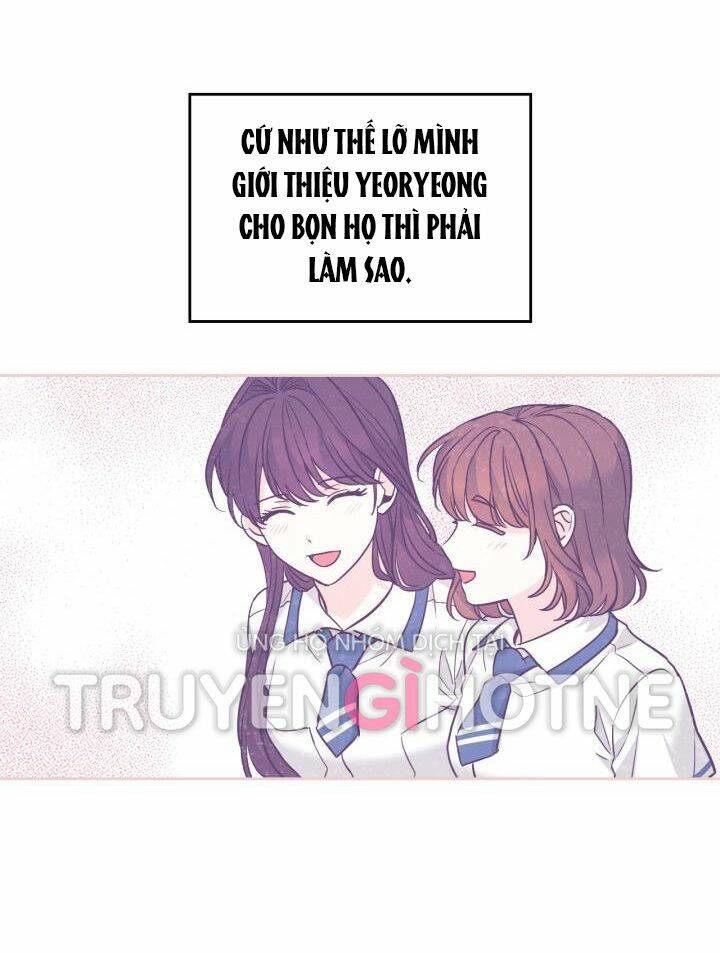 CỨ NHƯ THẾ LỠ MÌNH
GIỚI THIỆU YEORYEONG
CHO BỌN HỌ THÌ PHẢI
LÀM SAO.
ỦNG HỘ NHÓM DỊCH TẠI
TRUYENGÌHOTNE